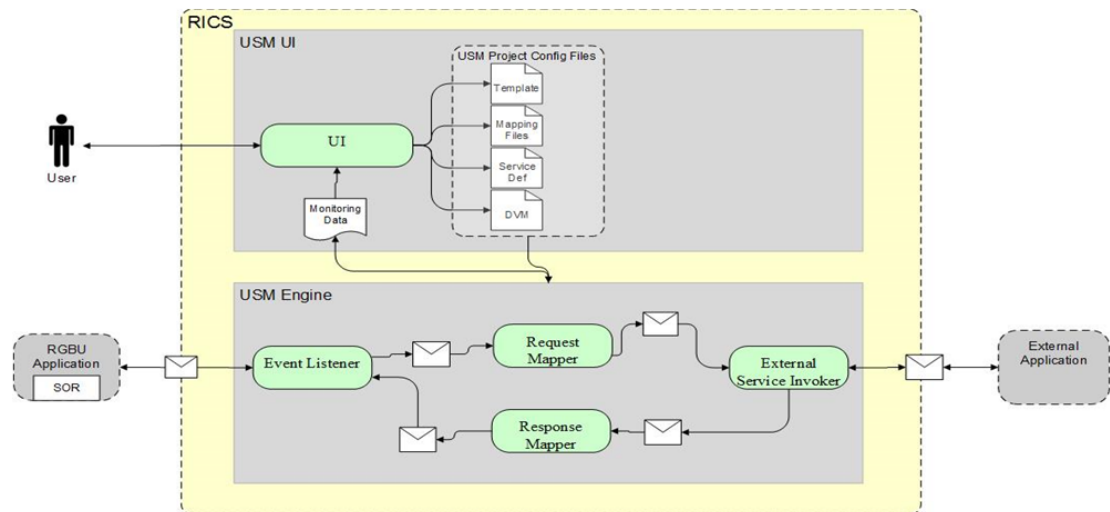 RICS
USM UI
USM Project Config Files
Template
Mapping
Files
Service
Def
DVM
UI
User
Monitoring
Data
USM Engine
RGBU
Application
SOR
Event Listener
Request
Mapper
External
Service Invoker
Response
Mapper
External
Application